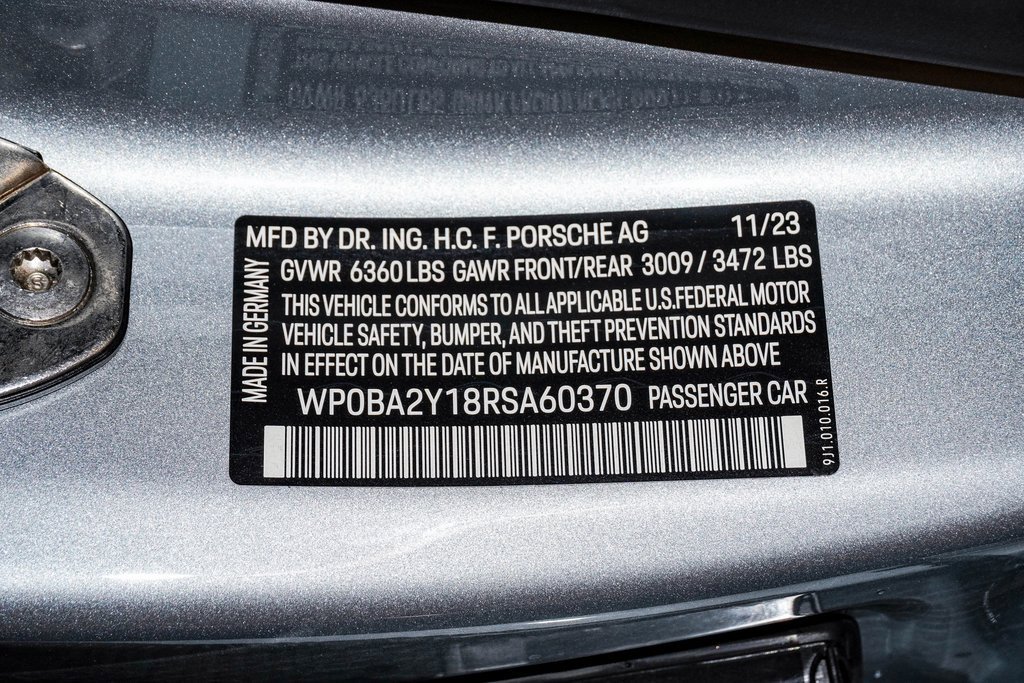 MFD BY DR. ING. H.C. F. PORSCHE AG 11/23
GVWR 6360 LBS GAWR FRONT/REAR 3009 / 3472 LBS
THIS VEHICLE CONFORMS TO ALL APPLICABLE U.S.FEDERAL MOTOR
VEHICLE SAFETY, BUMPER, AND THEFT PREVENTION STANDARDS
IN EFFECT ON THE DATE OF MANUFACTURE SHOWN ABOVE
WP0BA2Y18RSA60370 PASSENGER CAR
MADE IN GERMANY
9J1.010.016.R